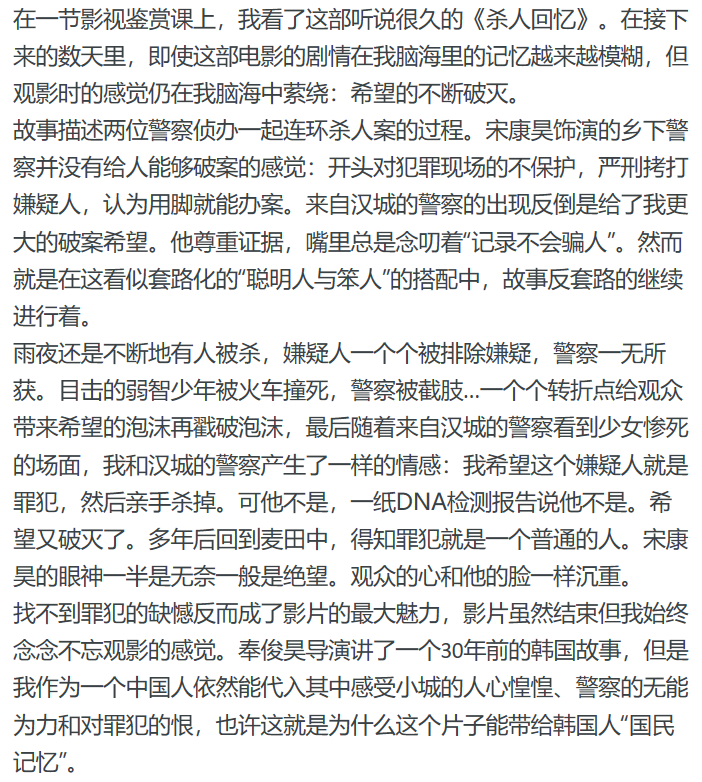 在一节影视鉴赏课上，我看了这部听说很久的《杀人回忆》。在接下
来的数天里，即使这部电影的剧情在我脑海里的记忆越来越模糊，但
观影时的感觉仍在我脑海中萦绕：希望的不断破灭。
故事描述两位警察侦办一起连环杀人案的过程。宋康昊饰演的乡下警
察并没有给人能够破案的感觉：开头对犯罪现场的不保护，严刑拷打
嫌疑人，认为用脚就能办案。来自汉城的警察的出现反倒是给了我更
大的破案希望。他尊重证据，嘴里总是念叨着“记录不会骗人”。然而
就是在这看似套路化的“聪明人与笨人”的搭配中，故事反套路的继续
进行着。
雨夜还是不断地有人被杀，嫌疑人一个个被排除嫌疑，警察一无所
获。目击的弱智少年被火车撞死，警察被截肢...一个个转折点给观众
带来希望的泡沫再戳破泡沫，最后随着来自汉城的警察看到少女惨死
的场面，我和汉城的警察产生了一样的情感：我希望这个嫌疑人就是
罪犯，然后亲手杀掉。可他不是，一纸DNA检测报告说他不是。希
望又破灭了。多年后回到麦田中，得知罪犯就是一个普通的人。宋康
昊的眼神一半是无奈一般是绝望。观众的心和他的脸一样沉重。
找不到罪犯的缺憾反而成了影片的最大魅力，影片虽然结束但我始终
念念不忘观影的感觉。奉俊昊导演讲了一个30年前的韩国故事，但是
我作为一个中国人依然能代入其中感受小城的人心惶惶、警察的无能
为力和对罪犯的恨，也许这就是为什么这个片子能带给韩国人“国民
记忆”。